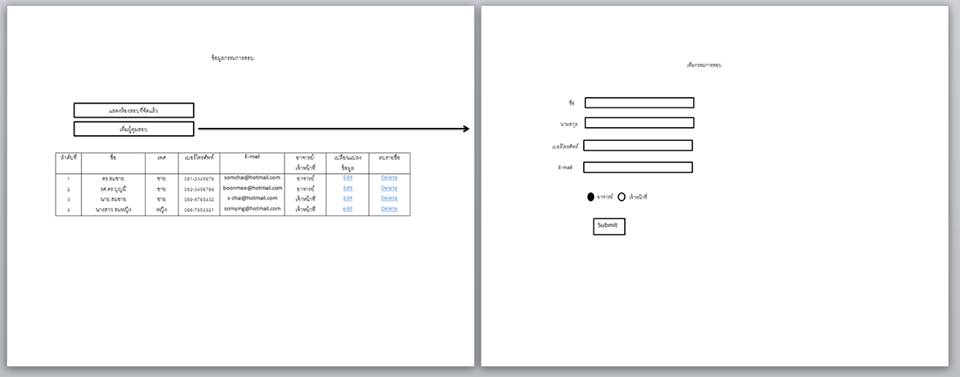 ข้อมูลกรรมการสอบ
แสดงห้องสอบที่จัดแล้ว
เพิ่มผู้คุมสอบ
ลำดับที่ ชื่อ เพศ เบอร์โทรศัพท์ E-mail อาจารย์/เจ้าหน้าที่ เปลี่ยนแปลงข้อมูล ลบรายชื่อ
1 ดร.สมชาย ชาย 081-2345678 somchai@hotmail.com อาจารย์ Edit Delete
2 รศ.ดร.บุญมี ชาย 082-3456789 boonmee@hotmail.com อาจารย์ Edit Delete
3 นาย สมชาย ชาย s-chai@hotmail.com เจ้าหน้าที่ Edit Delete
4 นางสาว สมหญิง หญิง somying@hotmail.com เจ้าหน้าที่ edit Delete
เพิ่มกรรมการสอบ
ชื่อ
นามสกุล
เบอร์โทรศัพท์
E-mail
อาจารย์ เจ้าหน้าที่
Submit